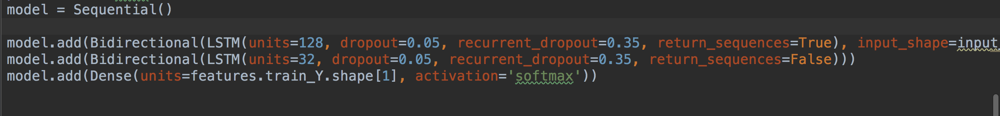 model = Sequential()
model.add(Bidirectional(LSTM(units=128, dropout=0.05, recurrent_dropout=0.35, return_sequences=True), input_shape=input_
model.add(Bidirectional(LSTM(units=32, dropout=0.05, recurrent_dropout=0.35, return_sequences=False)))
model.add(Dense(units=features.train_Y.shape[1], activation='softmax'))